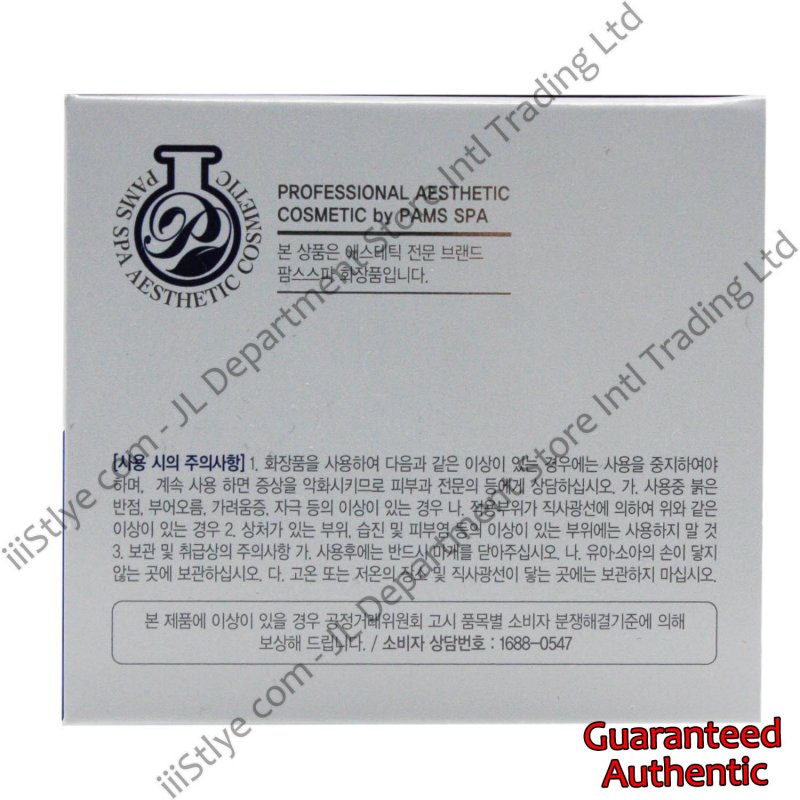 PAMS SPA AESTHETIC COSMETIC
PROFESSIONAL AESTHETIC
COSMETIC by PAMS SPA
본 상품은 에스테틱 전문 브랜드
팜스스파 화장품입니다.
[사용 시의 주의사항] 1. 화장품을 사용하여 다음과 같은 이상이 있는 경우에는 사용을 중지하여야
하며, 계속 사용 하면 증상을 악화시키므로 피부과 전문의 등에게 상담하십시오. 가. 사용중 붉은
반점, 부어오름, 가려움증, 자극 등의 이상이 있는 경우 나. 적용부위가 직사광선에 의하여 위와 같은
이상이 있는 경우 2. 상처가 있는 부위, 습진 및 피부염 등의 이상이 있는 부위에는 사용하지 말 것
3. 보관 및 취급상의 주의사항 가. 사용후에는 반드시 마개를 닫아주십시오. 나. 유아·소아의 손이 닿지
않는 곳에 보관하십시오. 다. 고온 또는 저온의 장소 및 직사광선이 닿는 곳에는 보관하지 마십시오.
본 제품에 이상이 있을 경우 공정거래위원회 고시 품목별 소비자 분쟁해결기준에 의해
보상해 드립니다. / 소비자 상담번호 : 1688-0547
iiiStlye com - JL Department Store Intl Trading Ltd
iiiStlye com - JL Department Store Intl Trading Ltd
Guaranteed
Authentic